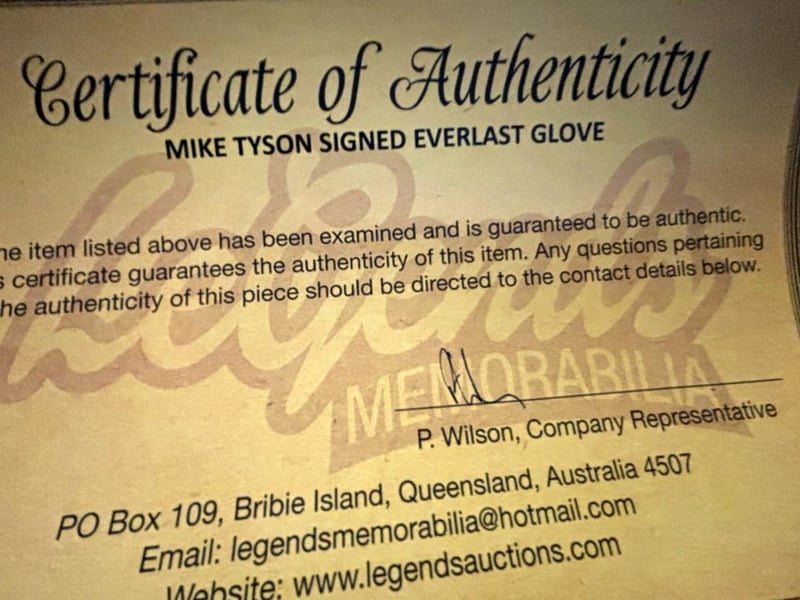 Certificate of Authenticity
MIKE TYSON SIGNED EVERLAST GLOVE
he item listed above has been examined and is guaranteed to be authentic.
s certificate guarantees the authenticity of this item. Any questions pertaining
he authenticity of this piece should be directed to the contact details below.
Legends
MEMORABILIA
P. Wilson, Company Representative
PO Box 109, Bribie Island, Queensland, Australia 4507
Email: legendsmemorabilia@hotmail.com
Website: www.legendsauctions.com